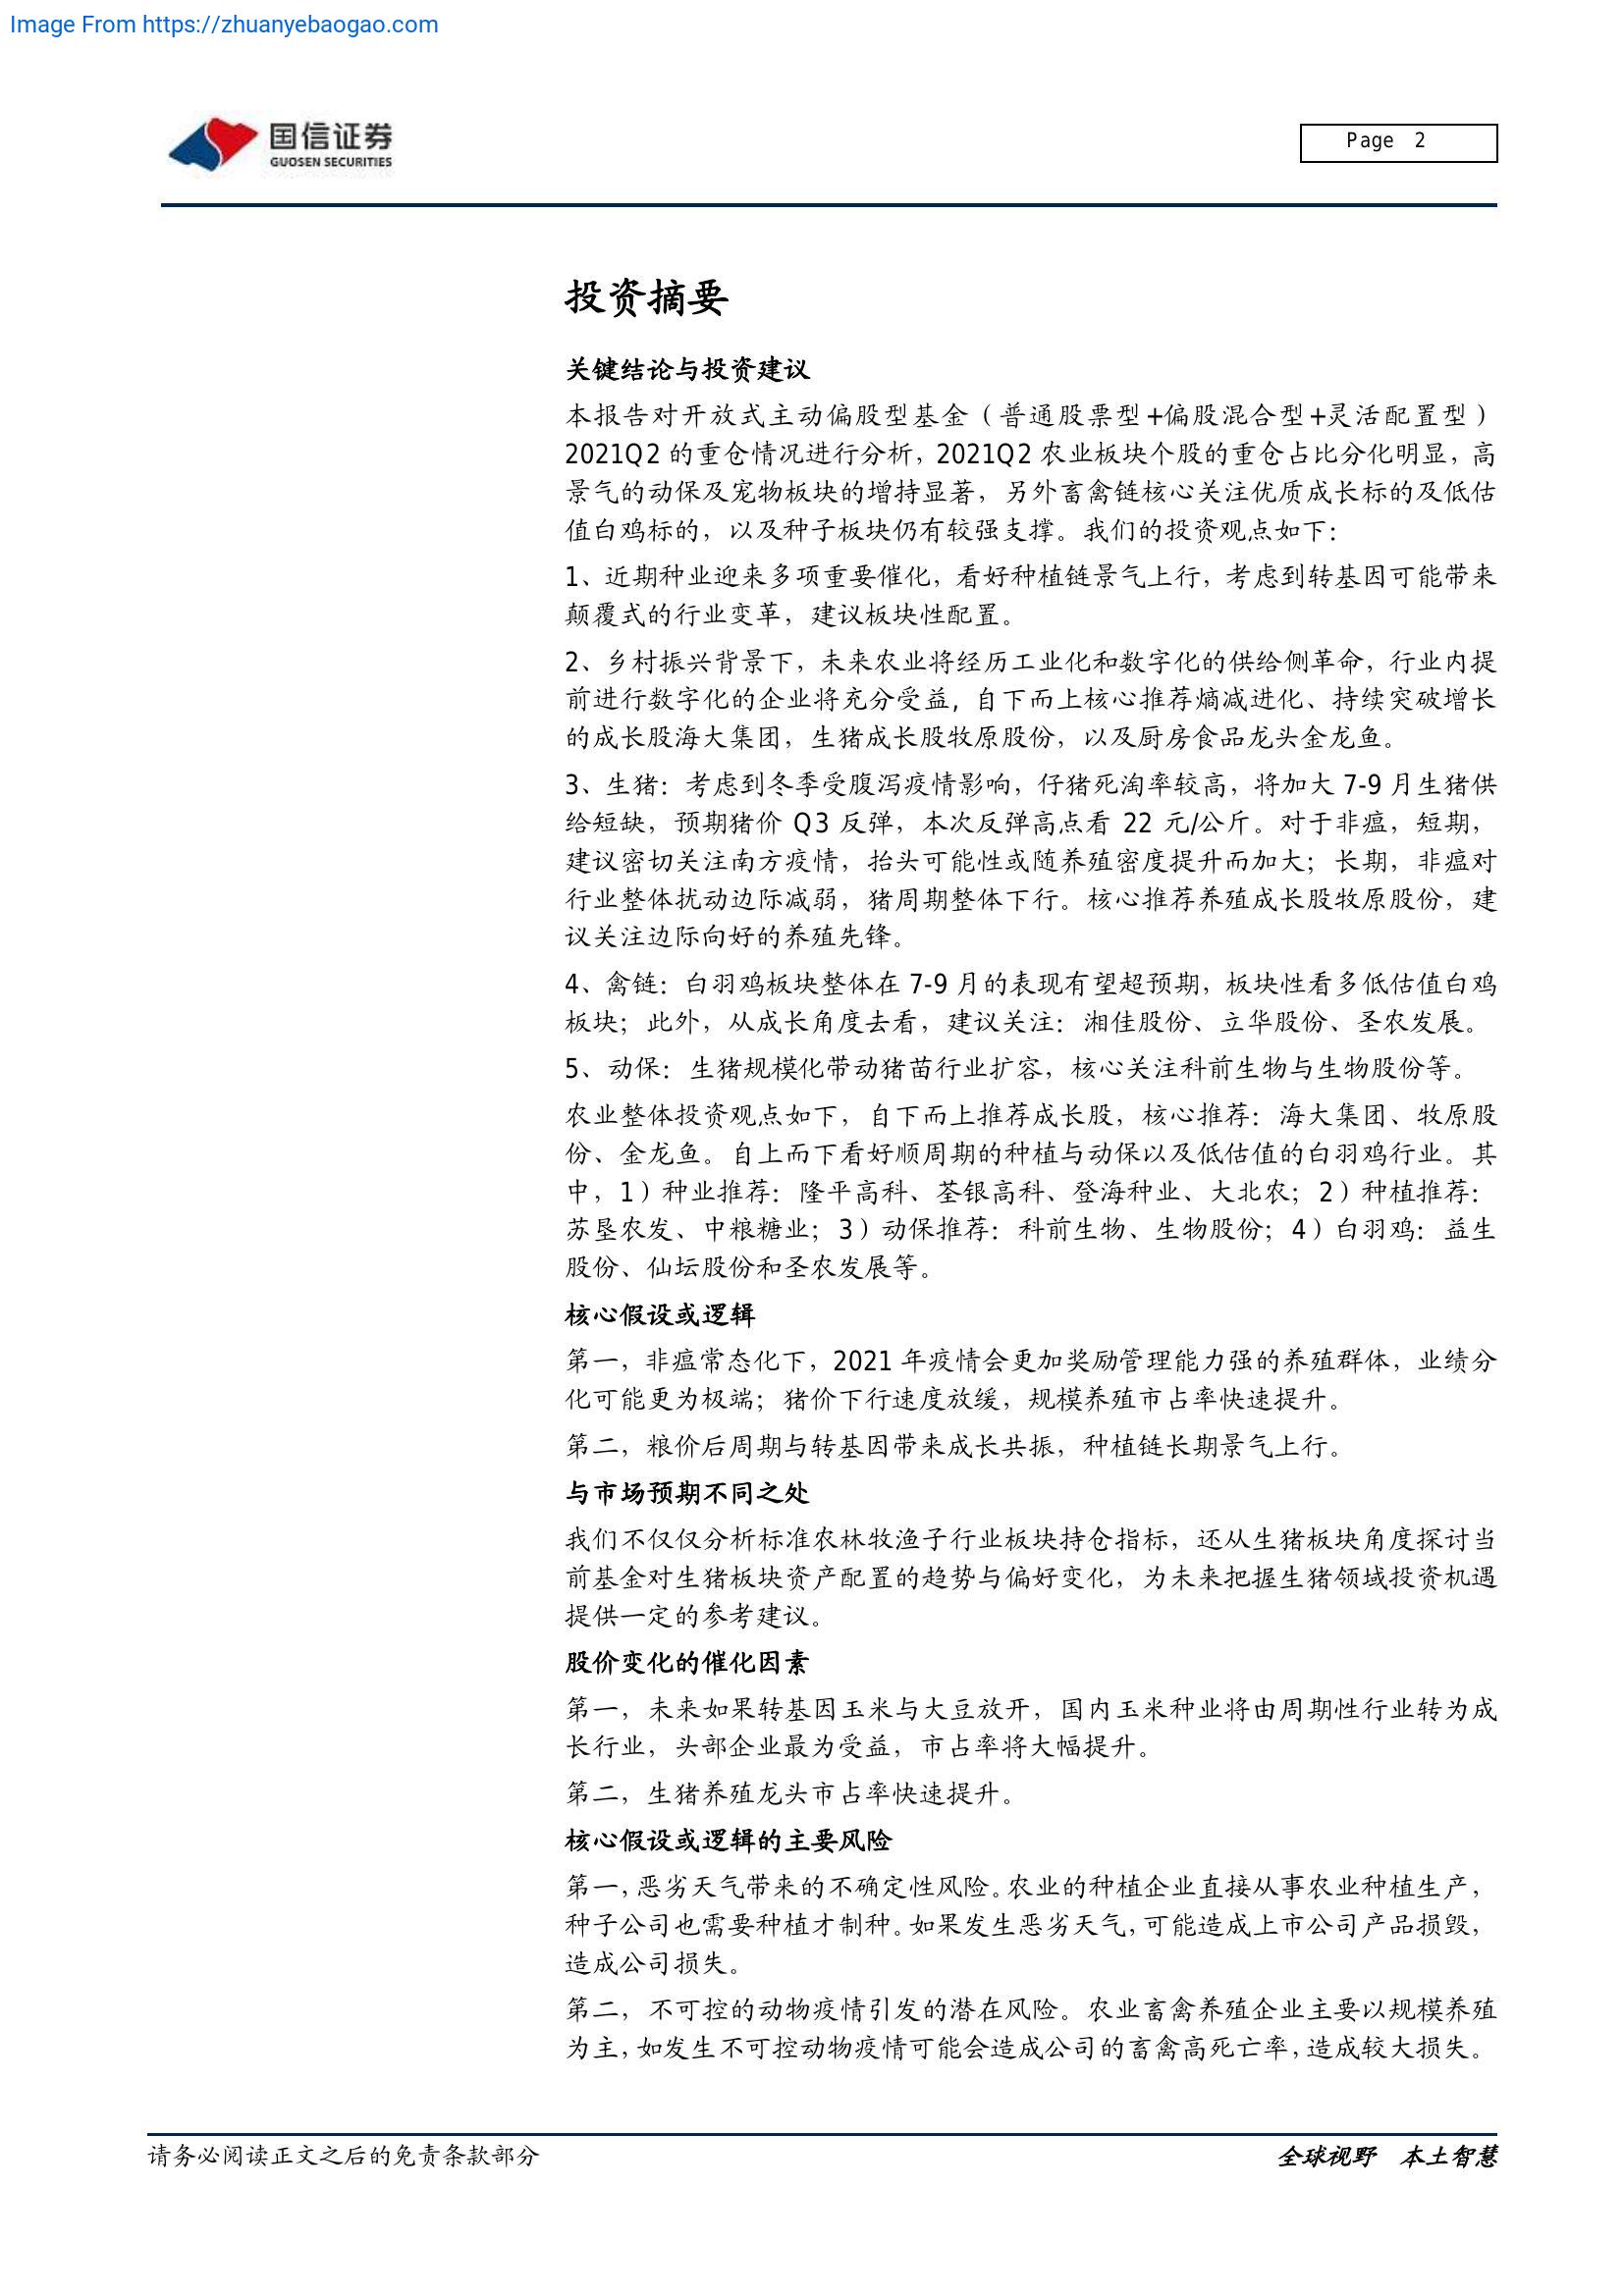 Image From https://zhuanyebaogao.com
国信证券
GUOSEN SECURITIES
Page 2
投资摘要
关键结论与投资建议
本报告对开放式主动偏股型基金（普通股票型+偏股混合型+灵活配置型）
2021Q2 的重仓情况进行分析，2021Q2 农业板块个股的重仓占比分化明显，高
景气的动保及宠物板块的增持显著，另外畜禽链核心关注优质成长标的及低估
值白鸡标的，以及种子板块仍有较强支撑。我们的投资观点如下：
1、近期种业迎来多项重要催化，看好种植链景气上行，考虑到转基因可能带来
颠覆式的行业变革，建议板块性配置。
2、乡村振兴背景下，未来农业将经历工业化和数字化的供给侧革命，行业内提
前进行数字化的企业将充分受益，自下而上核心推荐熵减进化、持续突破增长
的成长股海大集团，生猪成长股牧原股份，以及厨房食品龙头金龙鱼。
3、生猪：考虑到冬季受腹泻疫情影响，仔猪死淘率较高，将加大 7-9 月生猪供
给短缺，预期猪价 Q3 反弹，本次反弹高点看 22 元/公斤。对于非瘟，短期，
建议密切关注南方疫情，抬头可能性或随养殖密度提升而加大；长期，非瘟对
行业整体扰动边际减弱，猪周期整体下行。核心推荐养殖成长股牧原股份，建
议关注边际向好的养殖先锋。
4、禽链：白羽鸡板块整体在 7-9 月的表现有望超预期，板块性看多低估值白鸡
板块；此外，从成长角度去看，建议关注：湘佳股份、立华股份、圣农发展。
5、动保：生猪规模化带动猪苗行业扩容，核心关注科前生物与生物股份等。
农业整体投资观点如下，自下而上推荐成长股，核心推荐：海大集团、牧原股
份、金龙鱼。自上而下看好顺周期的种植与动保以及低估值的白羽鸡行业。其
中，1）种业推荐：隆平高科、荃银高科、登海种业、大北农；2）种植推荐：
苏垦农发、中粮糖业；3）动保推荐：科前生物、生物股份；4）白羽鸡：益生
股份、仙坛股份和圣农发展等。
核心假设或逻辑
第一，非瘟常态化下，2021 年疫情会更加奖励管理能力强的养殖群体，业绩分
化可能更为极端；猪价下行速度放缓，规模养殖市占率快速提升。
第二，粮价后周期与转基因带来成长共振，种植链长期景气上行。
与市场预期不同之处
我们不仅仅分析标准农林牧渔子行业板块持仓指标，还从生猪板块角度探讨当
前基金对生猪板块资产配置的趋势与偏好变化，为未来把握生猪领域投资机遇
提供一定的参考建议。
股价变化的催化因素
第一，未来如果转基因玉米与大豆放开，国内玉米种业将由周期性行业转为成
长行业，头部企业最为受益，市占率将大幅提升。
第二，生猪养殖龙头市占率快速提升。
核心假设或逻辑的主要风险
第一，恶劣天气带来的不确定性风险。农业的种植企业直接从事农业种植生产，
种子公司也需要种植才制种。如果发生恶劣天气，可能造成上市公司产品损毁，
造成公司损失。
第二，不可控的动物疫情引发的潜在风险。农业畜禽养殖企业主要以规模养殖
为主，如发生不可控动物疫情可能会造成公司的畜禽高死亡率，造成较大损失。
请务必阅读正文之后的免责条款部分
全球视野 本土智慧